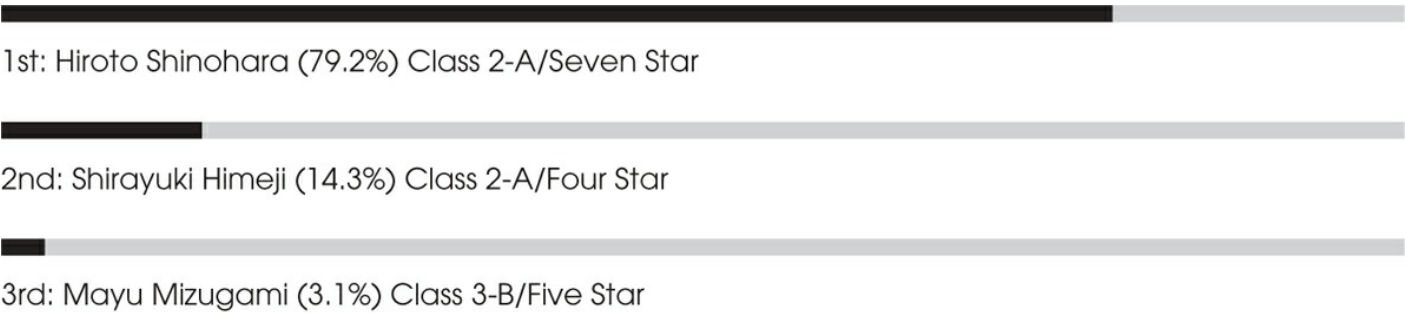 1st: Hiroto Shinohara (79.2%) Class 2-A/Seven Star
2nd: Shirayuki Himeji (14.3%) Class 2-A/Four Star
3rd: Mayu Mizugami (3.1%) Class 3-B/Five Star